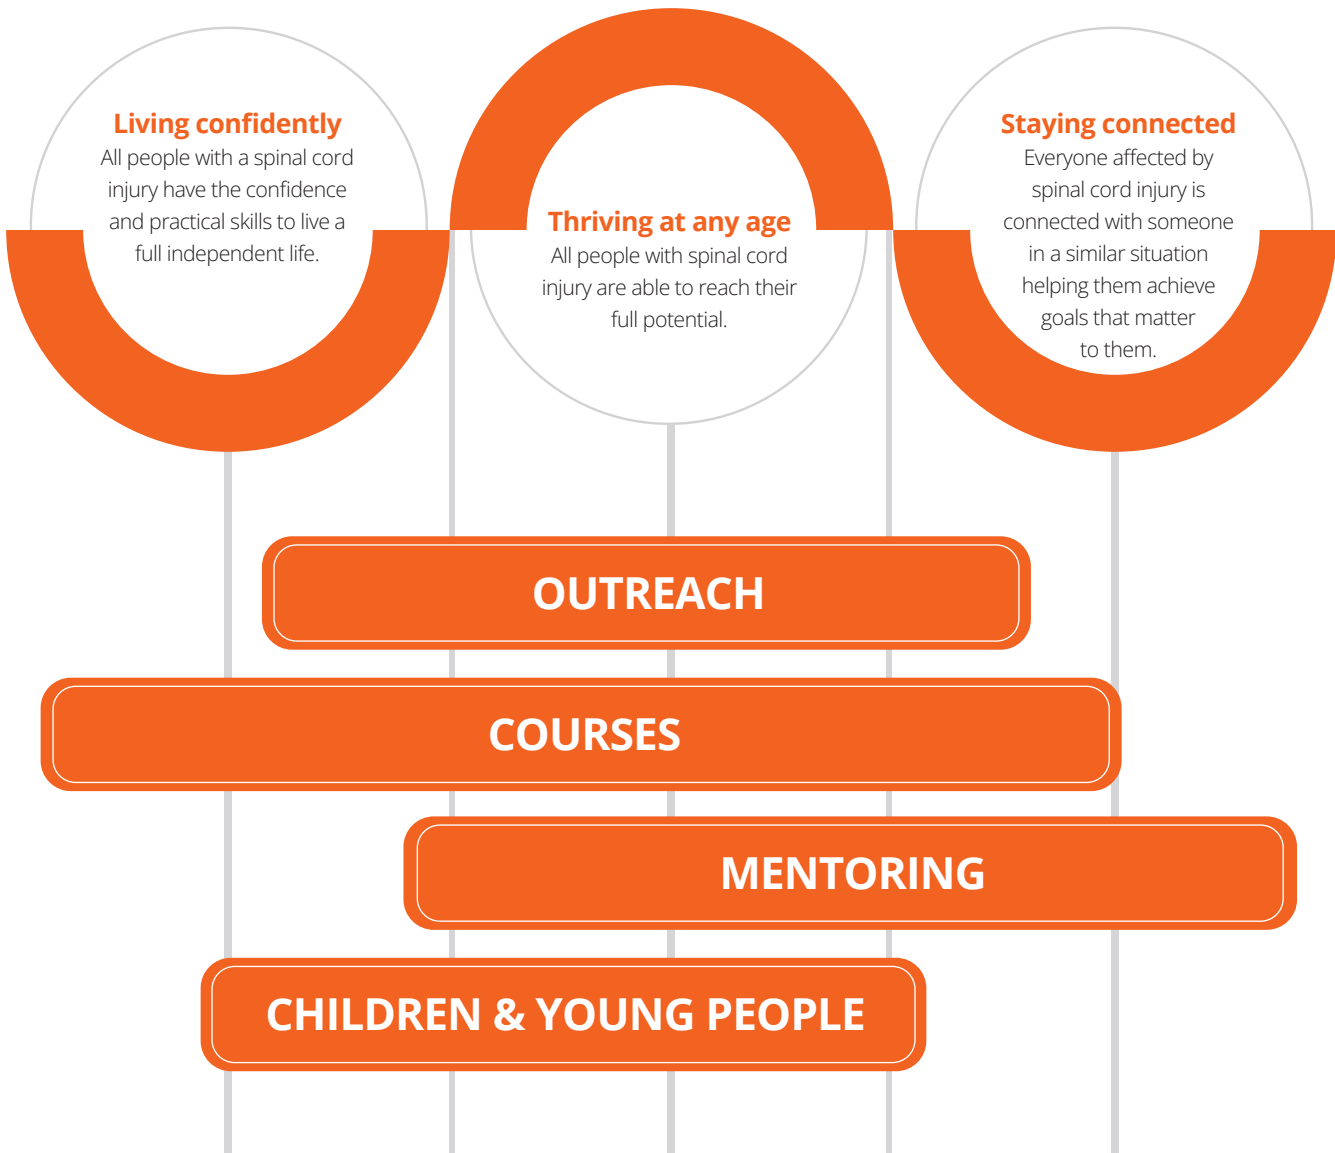 Living confidently
All people with a spinal cord
injury have the confidence
and practical skills to live a
full independent life.
Thriving at any age
All people with spinal cord
injury are able to reach their
full potential.
Staying connected
Everyone affected by
spinal cord injury is
connected with someone
in a similar situation
helping them achieve
goals that matter
to them.
OUTREACH
COURSES
MENTORING
CHILDREN & YOUNG PEOPLE